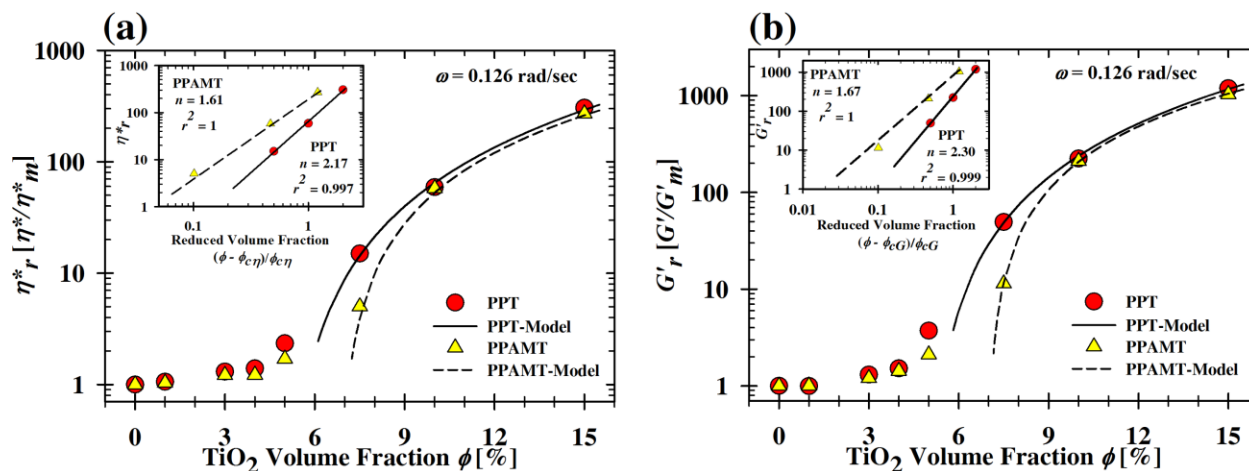 (a)
1000
100
10
1
η*r [η*/η*m]
0 3 6 9 12 15
TiO2 Volume Fraction ϕ [%]
ω = 0.126 rad/sec
PPT
PPT-Model
PPAMT
PPAMT-Model
1000
100
10
1
η*r
0.1 1
Reduced Volume Fraction
(ϕ - ϕcη)/ϕcη
PPAMT
n = 1.61
r2 = 1
PPT
n = 2.17
r2 = 0.997
(b)
1000
100
10
1
G'r [G'/G'm]
0 3 6 9 12 15
TiO2 Volume Fraction ϕ [%]
ω = 0.126 rad/sec
PPT
PPT-Model
PPAMT
PPAMT-Model
1000
100
10
1
G'r
0.01 0.1 1
Reduced Volume Fraction
(ϕ - ϕcG)/ϕcG
PPAMT
n = 1.67
r2 = 1
PPT
n = 2.30
r2 = 0.999